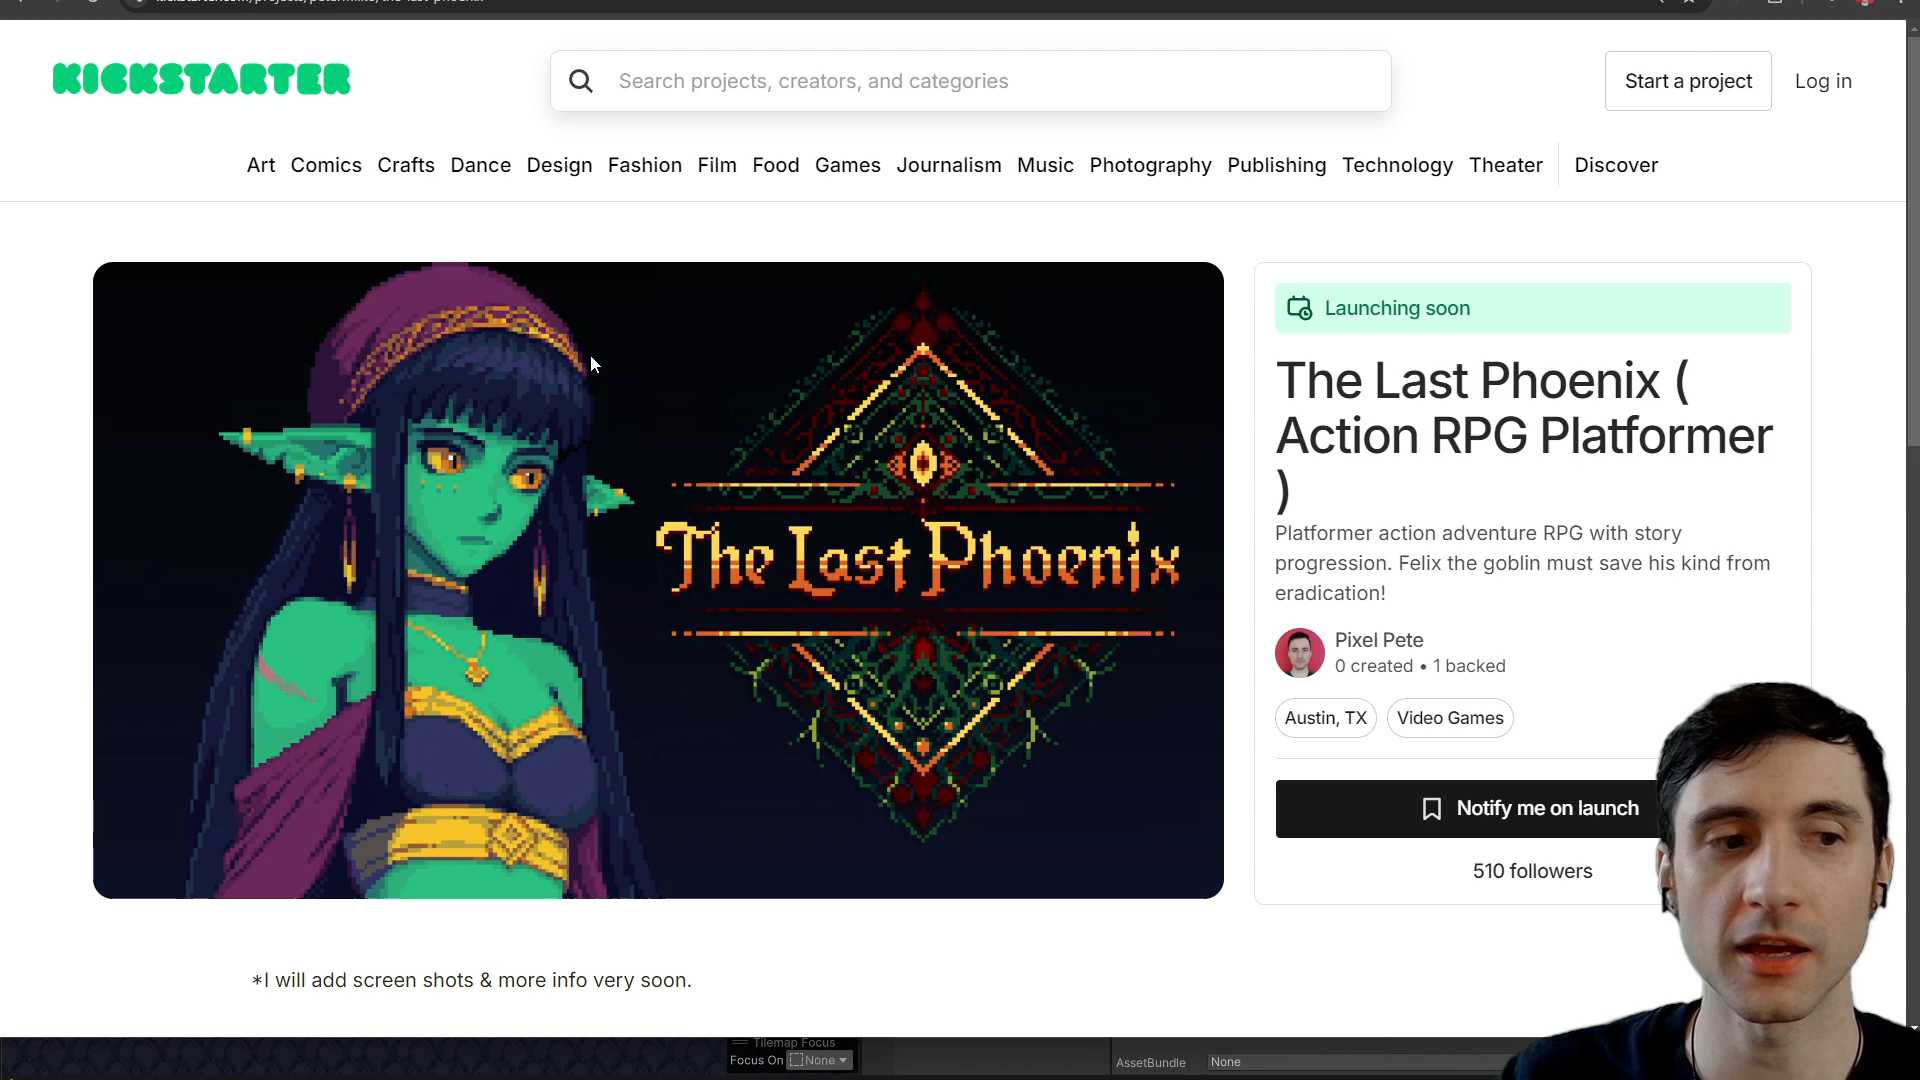 KICKSTARTER
Search projects, creators, and categories
Start a project
Log in
Art Comics Crafts Dance Design Fashion Film Food Games Journalism Music Photography Publishing Technology Theater Discover
The Last Phoenix
Launching soon
The Last Phoenix (
Action RPG Platformer
)
Platformer action adventure RPG with story
progression. Felix the goblin must save his kind from
eradication!
Pixel Pete
0 created • 1 backed
Austin, TX
Video Games
Notify me on launch
510 followers
*I will add screen shots & more info very soon.
Tilemap Focus
Focus On None
AssetBundle None